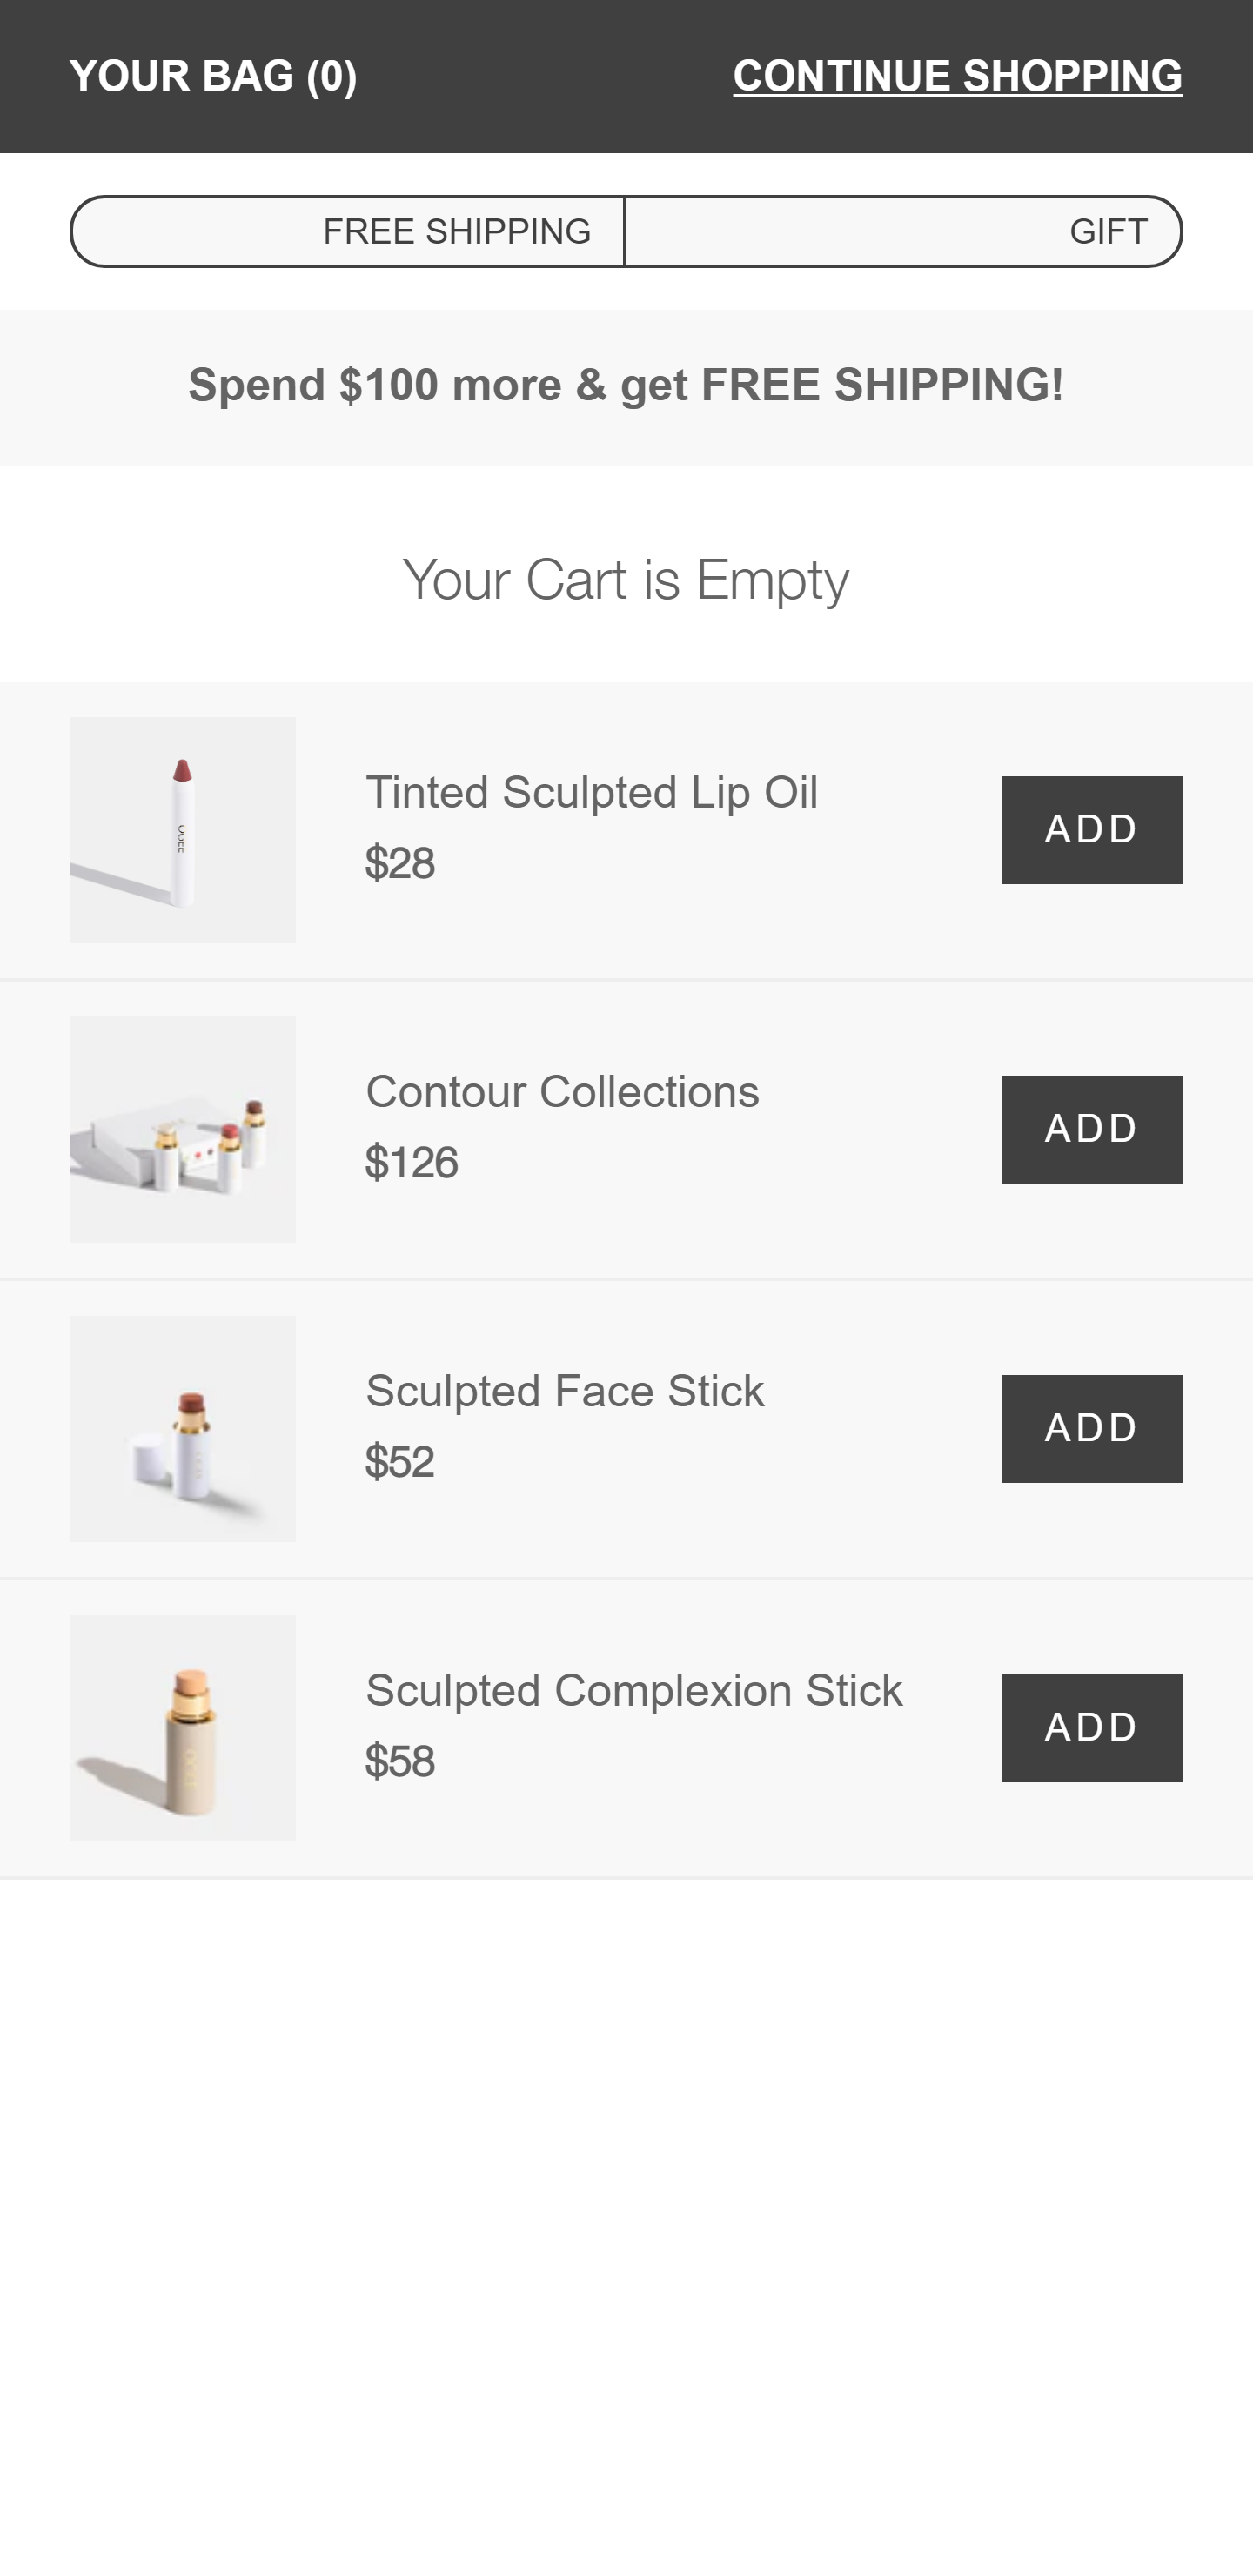 YOUR BAG (0)
CONTINUE SHOPPING
FREE SHIPPING
GIFT
Spend $100 more & get FREE SHIPPING!
Your Cart is Empty
OGEE
Tinted Sculpted Lip Oil
$28
ADD
Contour Collections
$126
ADD
Sculpted Face Stick
$52
ADD
Sculpted Complexion Stick
$58
ADD